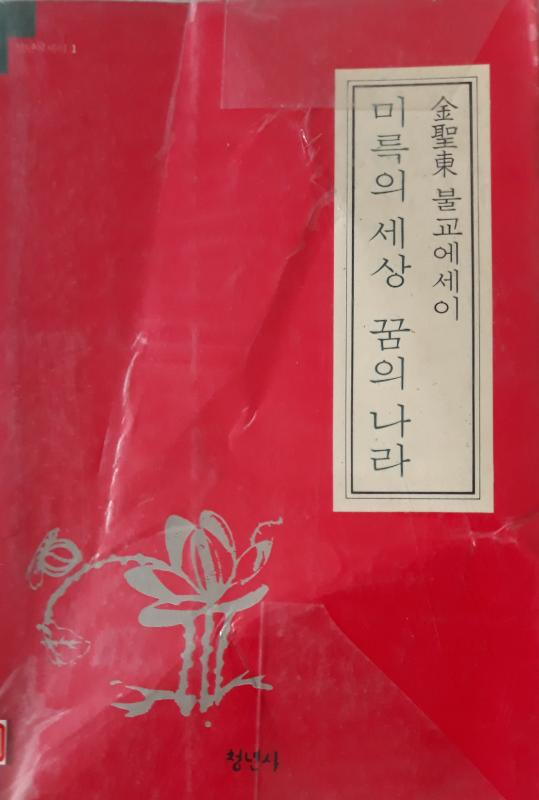 金聖東 불교에세이
미륵의 세상 꿈의 나라
청년사